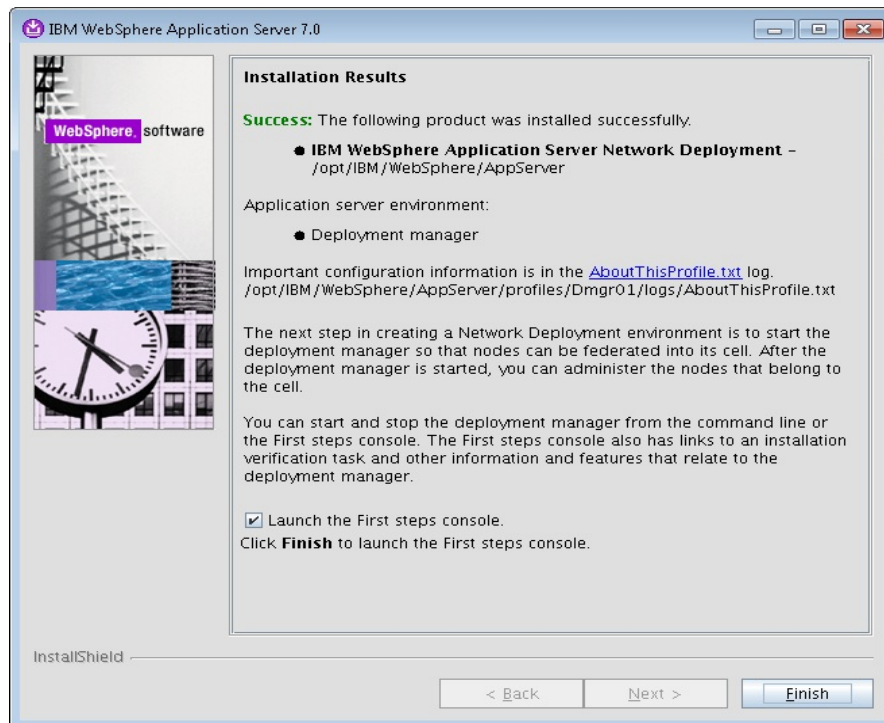 IBM WebSphere Application Server 7.0
WebSphere. software
Installation Results
Success: The following product was installed successfully.
● IBM WebSphere Application Server Network Deployment –
/opt/IBM/WebSphere/AppServer
Application server environment:
● Deployment manager
Important configuration information is in the AboutThisProfile.txt log.
/opt/IBM/WebSphere/AppServer/profiles/Dmgr01/logs/AboutThisProfile.txt
The next step in creating a Network Deployment environment is to start the
deployment manager so that nodes can be federated into its cell. After the
deployment manager is started, you can administer the nodes that belong to
the cell.
You can start and stop the deployment manager from the command line or
the First steps console. The First steps console also has links to an installation
verification task and other information and features that relate to the
deployment manager.
Launch the First steps console.
Click Finish to launch the First steps console.
InstallShield
< Back
Next >
Finish